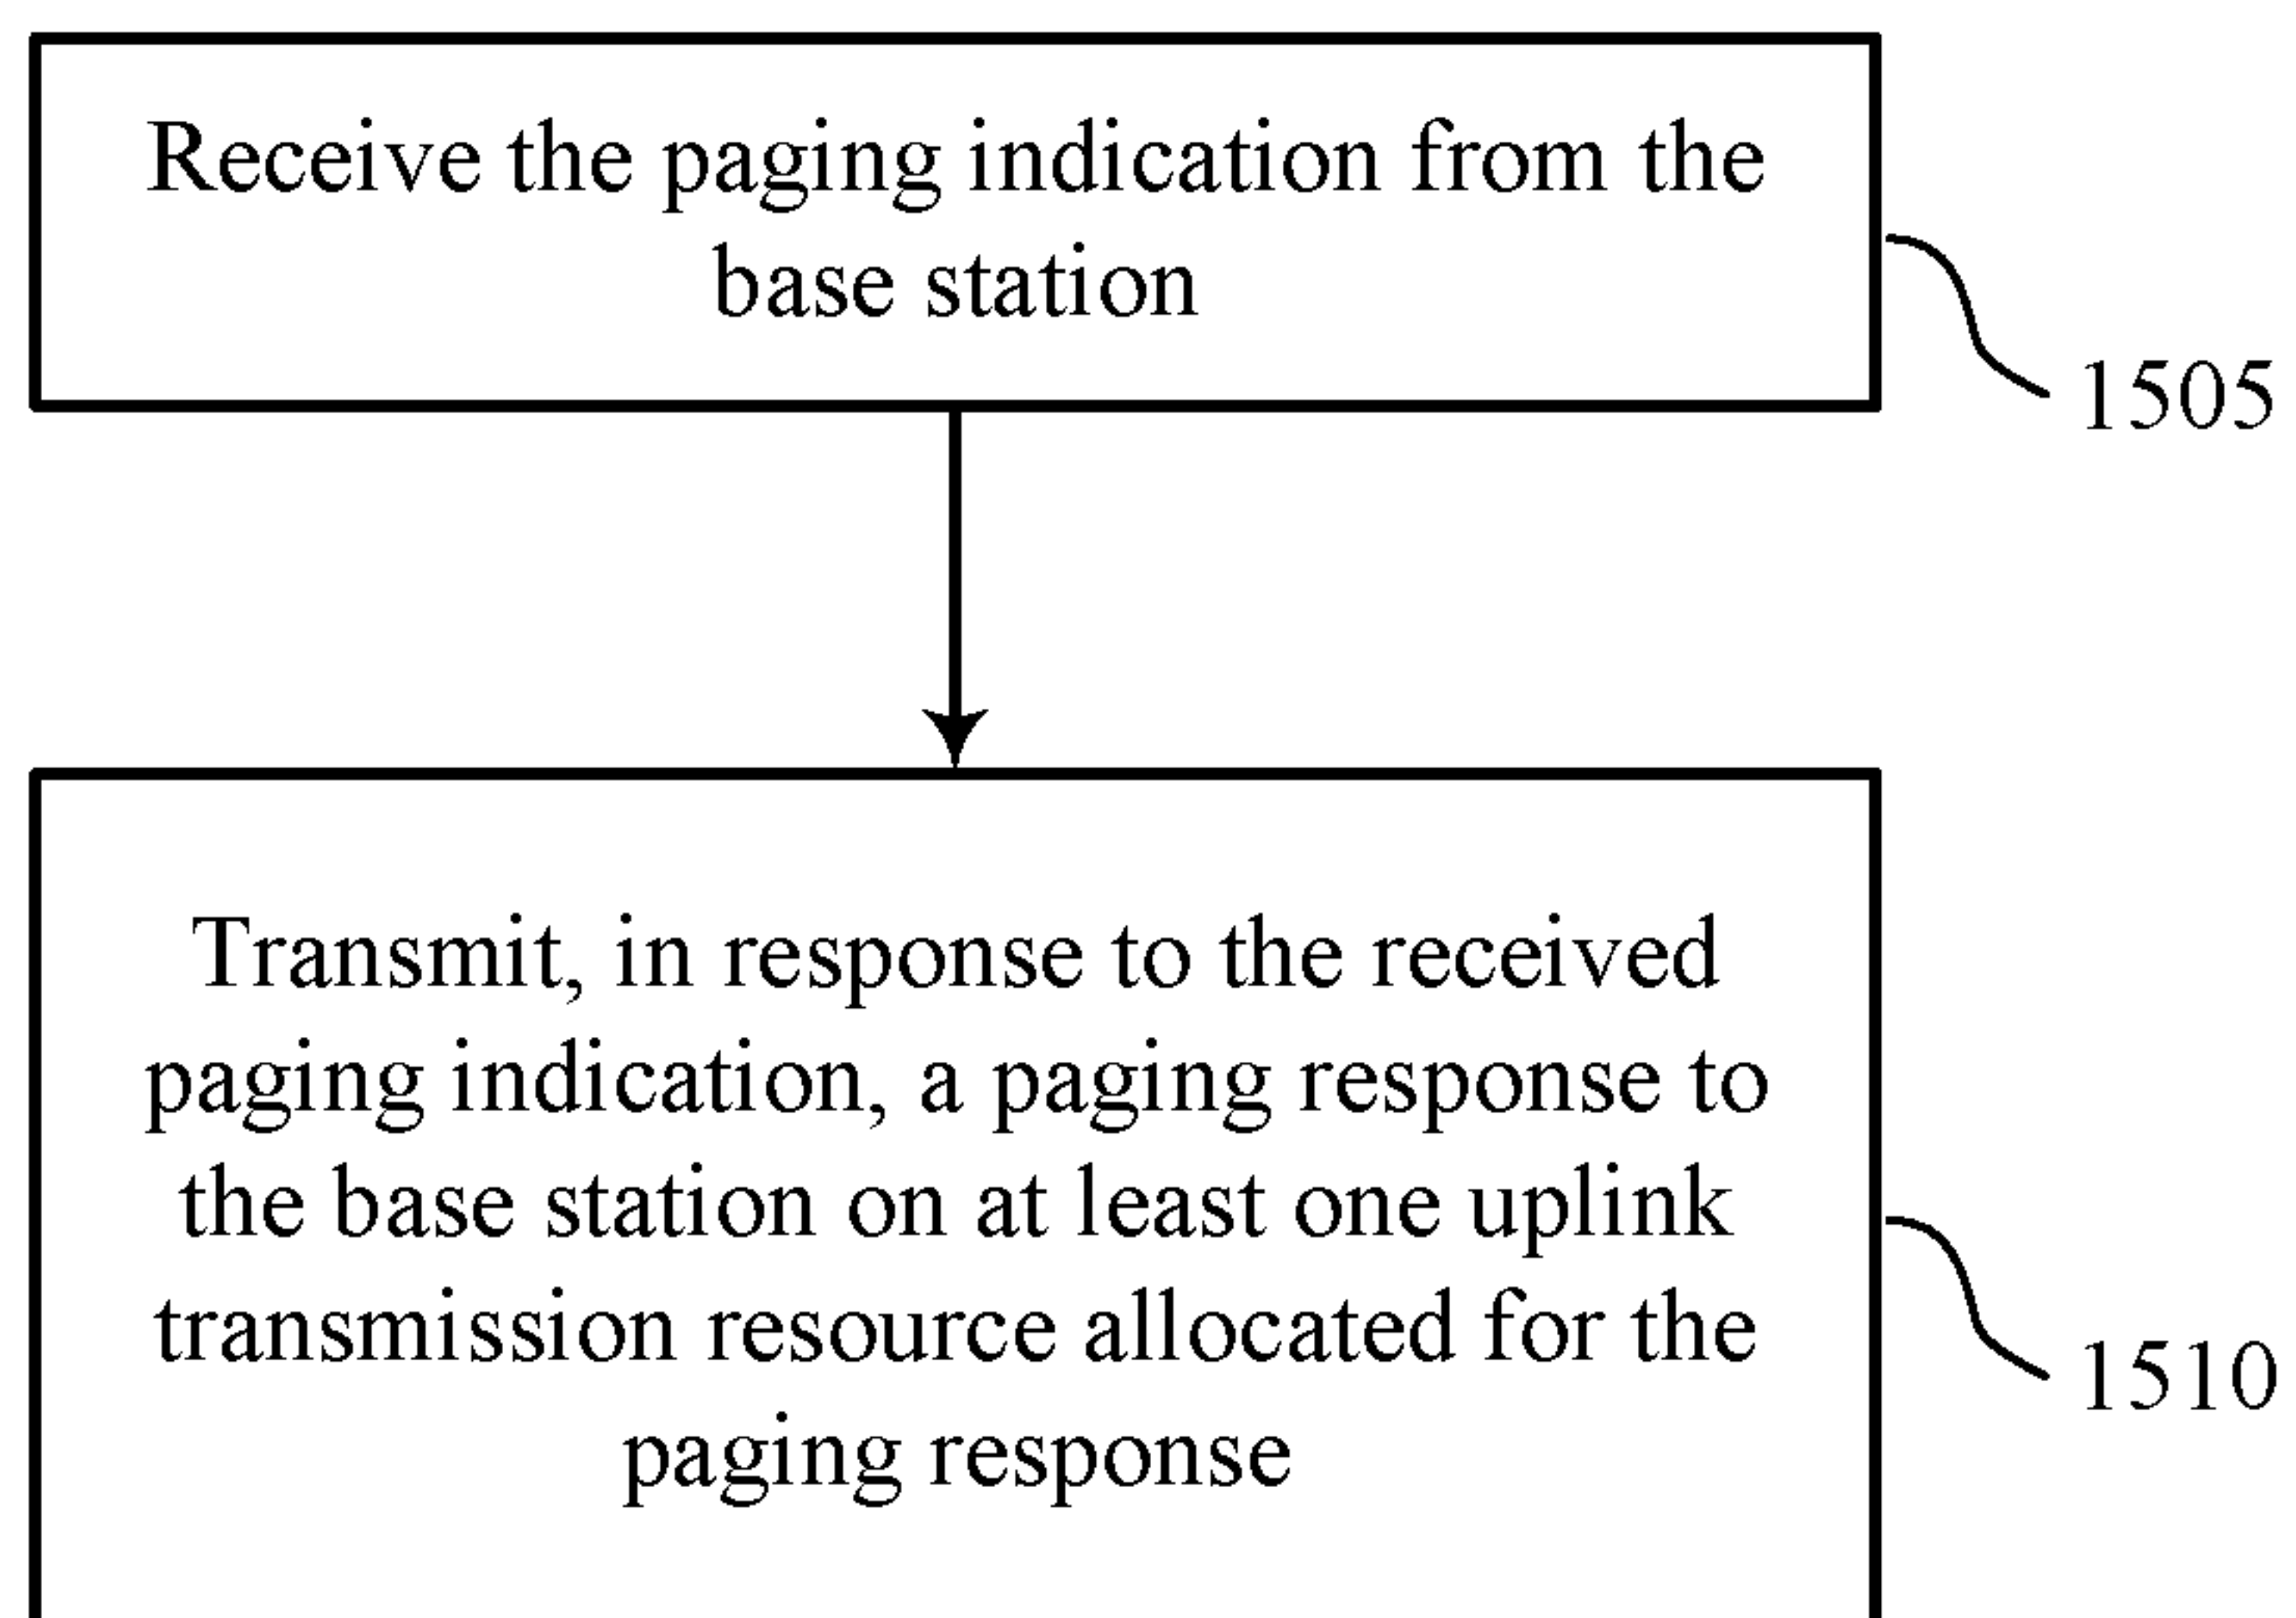 Receive the paging indication from the
base station
1505
Transmit, in response to the received
paging indication, a paging response to
the base station on at least one uplink
transmission resource allocated for the
paging response
1510